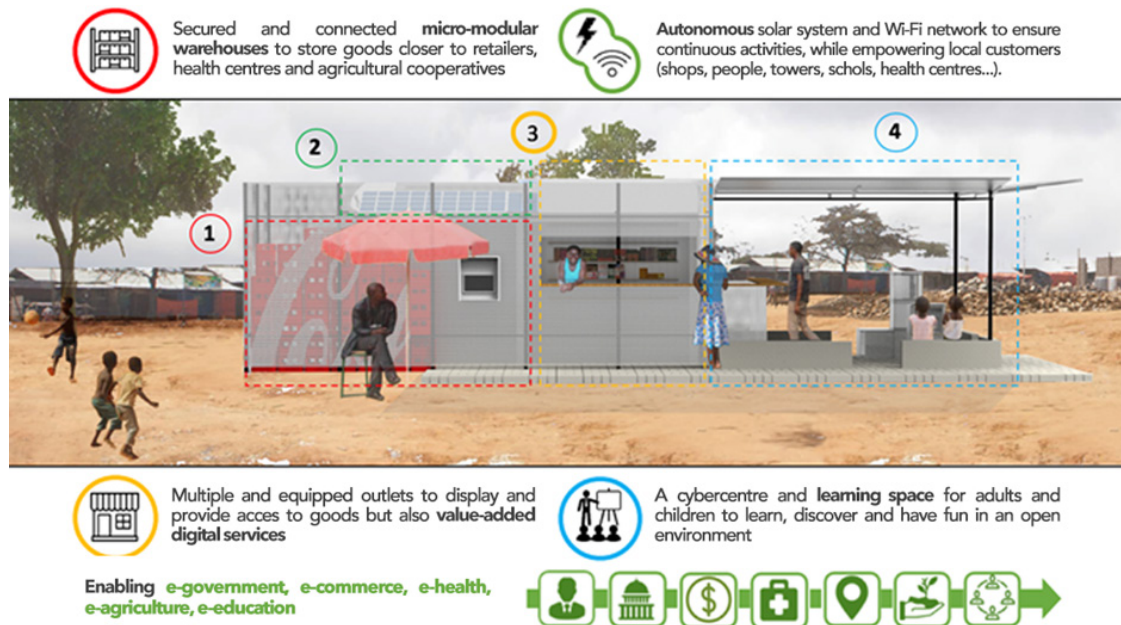 Secured and connected micro-modular
warehouses to store goods closer to retailers,
health centres and agricultural cooperatives
Autonomous solar system and Wi-Fi network to ensure
continuous activities, while empowering local customers
(shops, people, towers, schols, health centres...).
1
2
3
4
Multiple and equipped outlets to display and
provide acces to goods but also value-added
digital services
A cybercentre and learning space for adults and
children to learn, discover and have fun in an open
environment
Enabling e-government, e-commerce, e-health,
e-agriculture, e-education
$